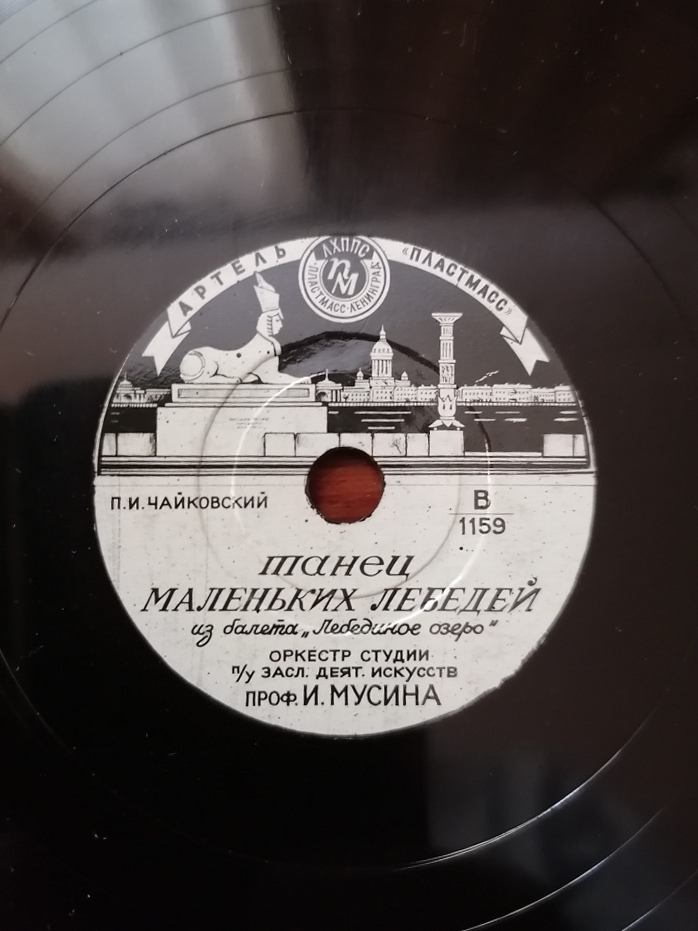 АРТЕЛЬ „ПЛАСТМАСС"
ЛХППС
ПМ
ПЛАСТМАСС-ЛЕНИНГРАД
П.И. ЧАЙКОВСКИЙ
В
1159
танец
МАЛЕНЬКИХ ЛЕБЕДЕЙ
из балета „Лебединое озеро"
ОРКЕСТР СТУДИИ
п/у ЗАСЛ. ДЕЯТ. ИСКУССТВ
ПРОФ. И. МУСИНА